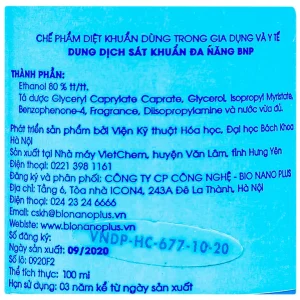 CHẾ PHẨM DIỆT KHUẨN DÙNG TRONG GIA DỤNG VÀ Y TẾ
DUNG DỊCH SÁT KHUẨN ĐA NĂNG BNP
THÀNH PHẦN:
Ethanol 80 % tt/tt.
Tá dược Glyceryl Caprylate Caprate, Glycerol, Isopropyl Myristate,
Benzophenone-4, Fragrance, Diisopropylamine và nước vừa đủ.
Phát triển sản phẩm bởi Viện Kỹ thuật Hóa học, Đại học Bách Khoa
Hà Nội
Sản xuất tại Nhà máy VietChem, huyện Văn Lâm, tỉnh Hưng Yên
Điện thoại: 0221 398 1161
Đăng ký và phân phối: CÔNG TY CP CÔNG NGHỆ - BIO NANO PLUS
Địa chỉ: Tầng 6, Tòa nhà ICON4, 243A Đê La Thành, Hà Nội
Điện thoại: 024 23 24 6666
Email: cskh@bionanoplus.vn
Website: www.bionanoplus.vn
Số đăng ký: VNDP-HC-677-10-20
Ngày sản xuất: 09/2020
Số lô: 0920F2
Thể tích thực: 100 ml
Hạn sử dụng: 03 năm kể từ ngày sản xuất